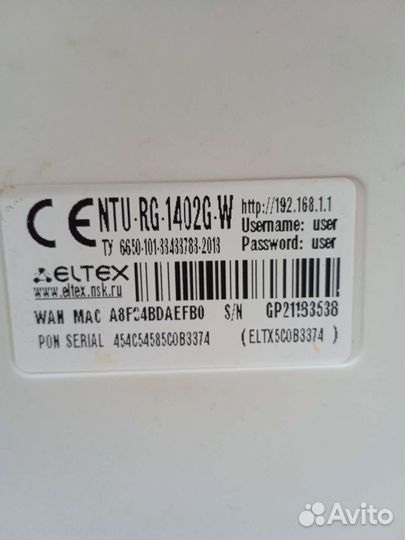 CE NTU-RG-1402G-W http://192.168.1.1
Username: user
ТУ 6650-101-33433783-2013 Password: user
ELTEX
www.eltex.nsk.ru
WAN MAC A8F94BDAEFB0 S/N GP21193538
PON SERIAL 454C54585C0B3374 (ELTX5C0B3374)
Avito